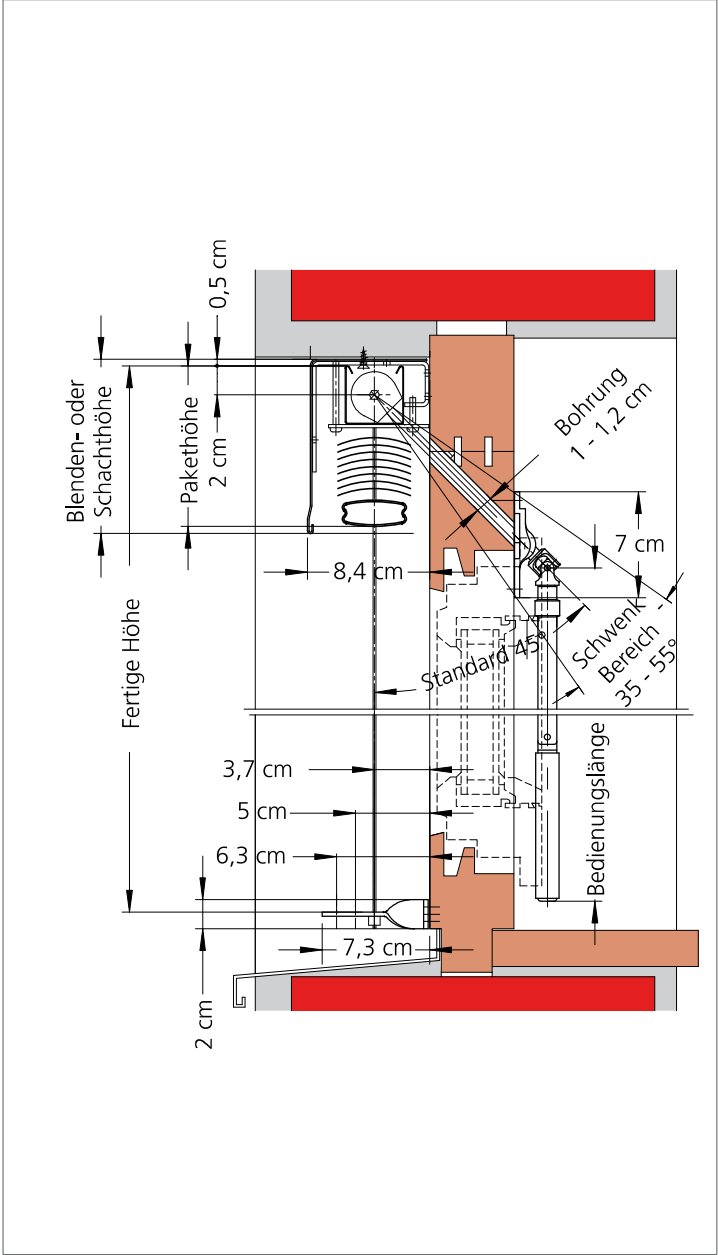 0,5 cm
2 cm
Blenden- oder
Schachthöhe
Pakethöhe
Bohrung
1 - 1,2 cm
7 cm
8,4 cm
Fertige Höhe
Standard 45°
Schwenk -
Bereich
35 - 55°
3,7 cm
5 cm
6,3 cm
7,3 cm
2 cm
Bedienungslänge